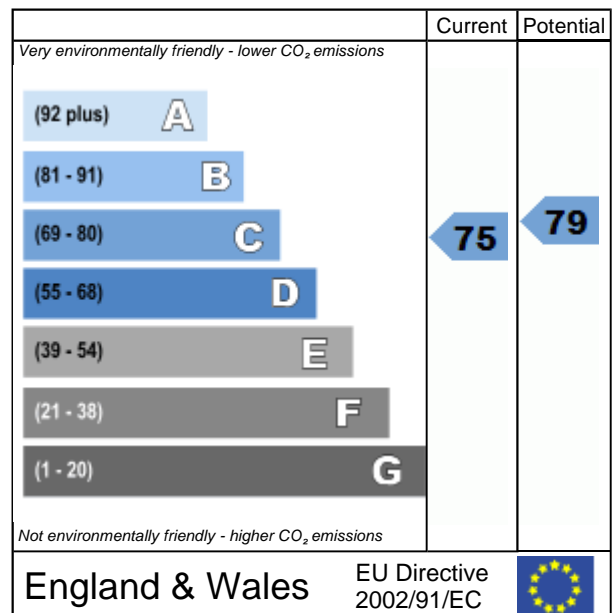 Current Potential
Very environmentally friendly - lower CO₂ emissions
(92 plus) A
(81 - 91) B
(69 - 80) C
75
79
(55 - 68) D
(39 - 54) E
(21 - 38) F
(1 - 20) G
Not environmentally friendly - higher CO₂ emissions
England & Wales
EU Directive
2002/91/EC